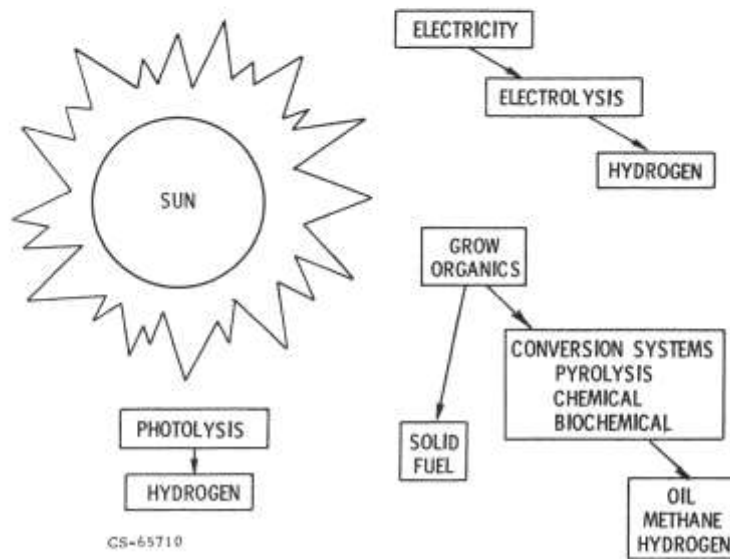 SUN
PHOTOLYSIS
HYDROGEN
CS-65710
ELECTRICITY
ELECTROLYSIS
HYDROGEN
GROW
ORGANICS
SOLID
FUEL
CONVERSION SYSTEMS
PYROLYSIS
CHEMICAL
BIOCHEMICAL
OIL
METHANE
HYDROGEN